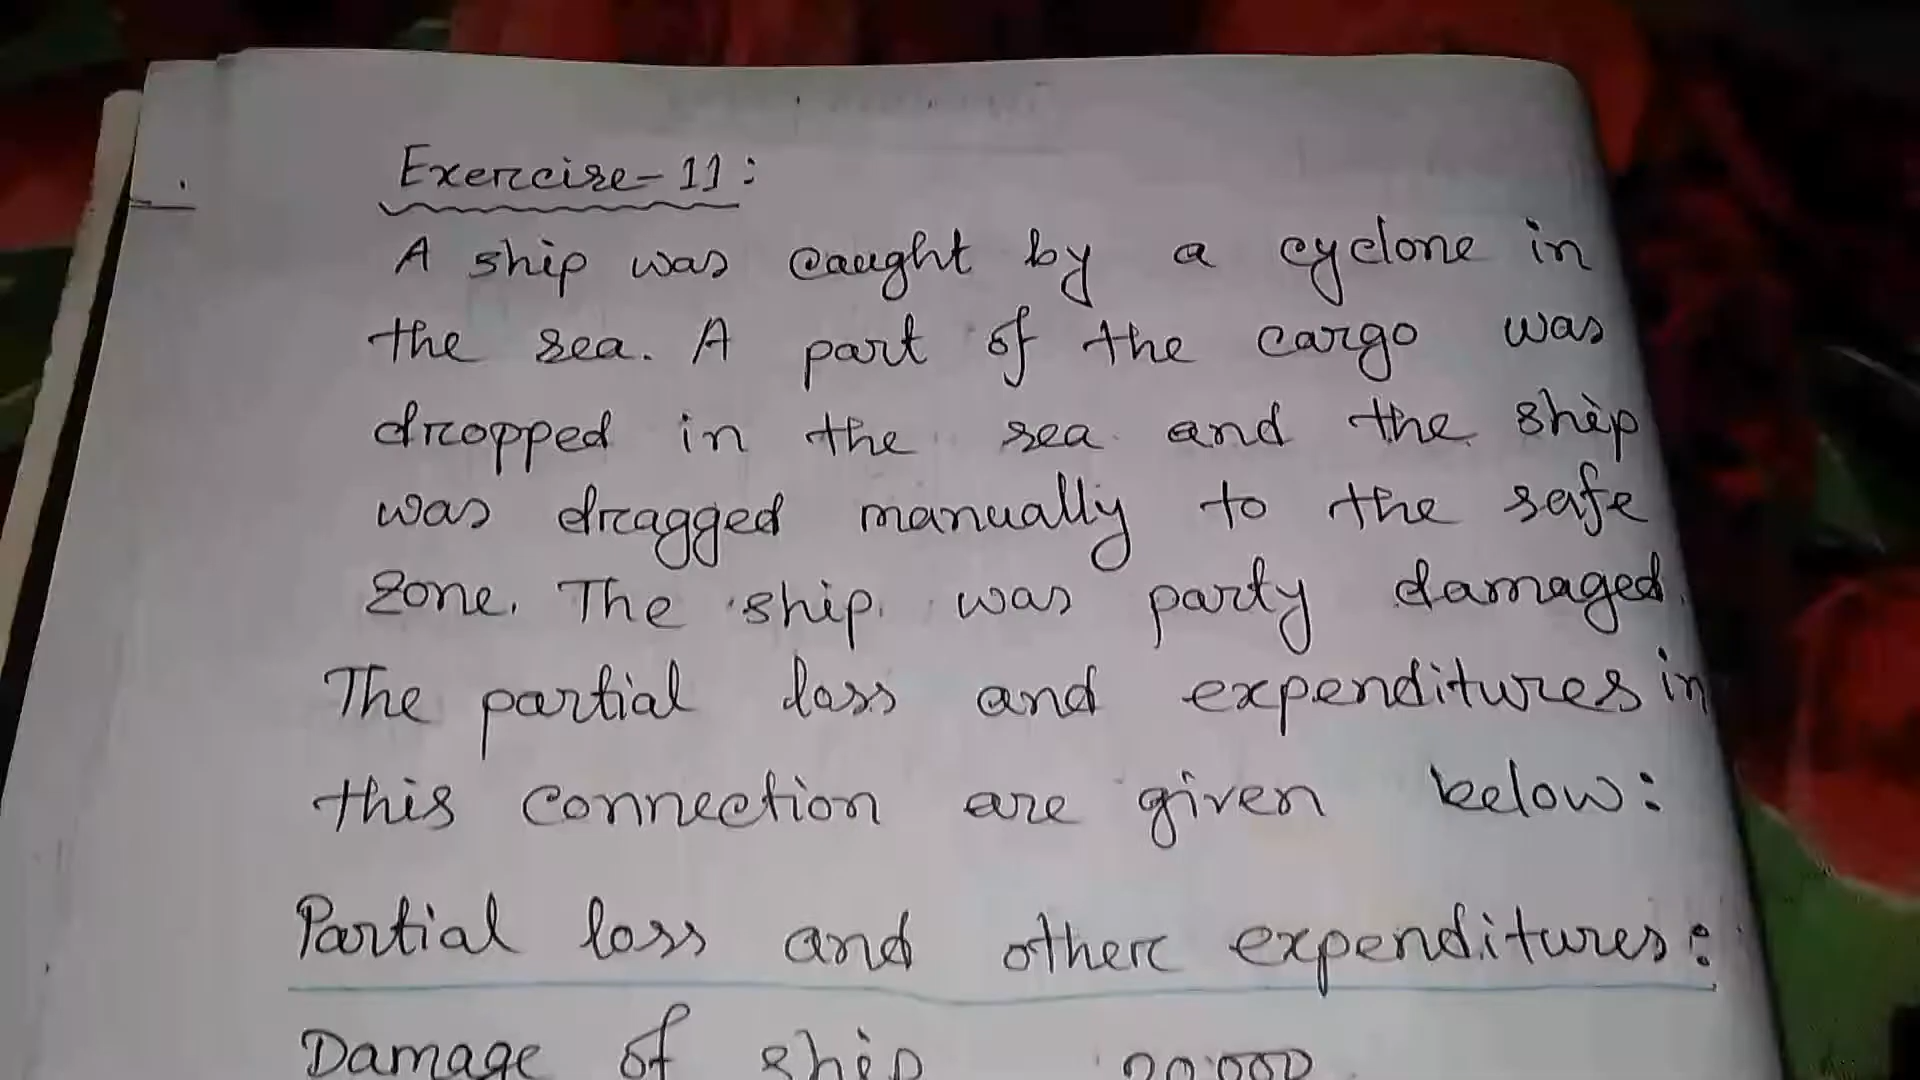 Exercise-11:
A ship was caught by a cyclone in
the sea. A part of the cargo was
dropped in the sea and the ship
was dragged manually to the safe
zone. The ship was party damaged.
The partial loss and expenditures in
this connection are given below:
Partial loss and other expenditures:
Damage of ship